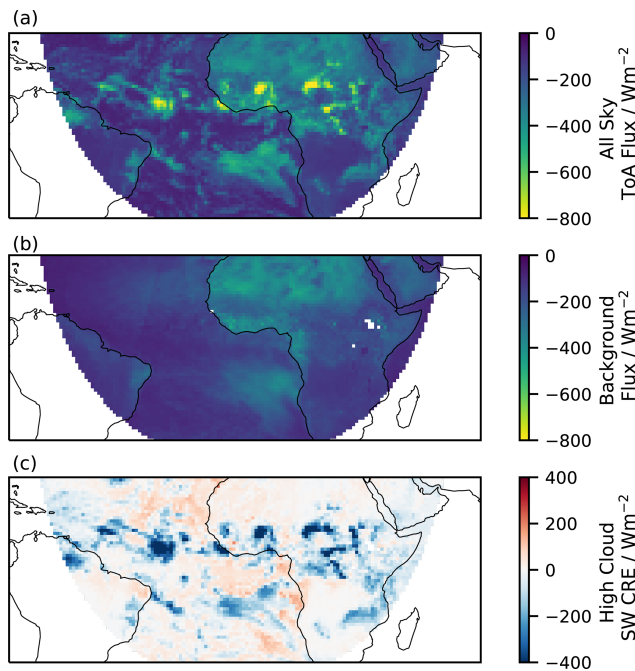 (a)
0
−200
−400
−600
−800
All Sky
ToA Flux / Wm⁻²
(b)
0
−200
−400
−600
−800
Background
Flux / Wm⁻²
(c)
400
200
0
−200
−400
High Cloud
SW CRE / Wm⁻²